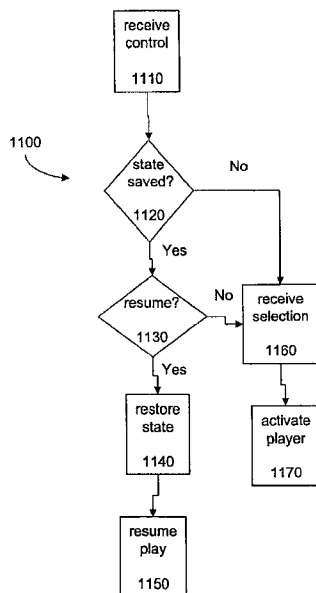 receive
control
1110
1100
state
saved?
1120
No
Yes
resume?
1130
No
receive
selection
1160
Yes
restore
state
1140
activate
player
1170
resume
play
1150